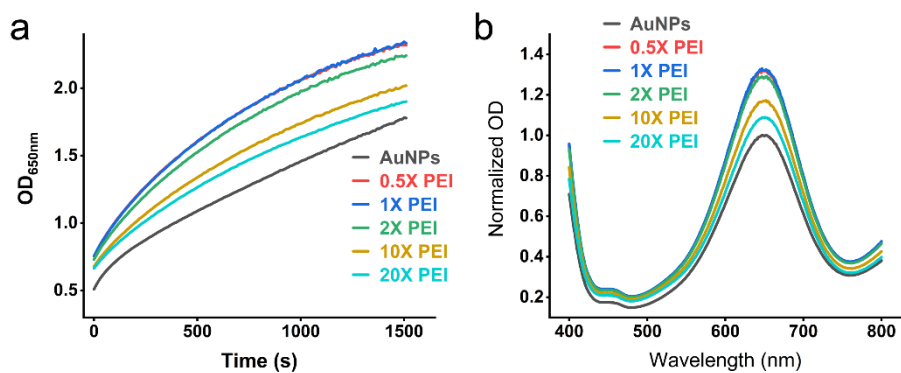 a
OD650nm
2.0
1.5
1.0
0.5
0
500
1000
1500
Time (s)
AuNPs
0.5X PEI
1X PEI
2X PEI
10X PEI
20X PEI
b
Normalized OD
1.4
1.2
1.0
0.8
0.6
0.4
0.2
400
500
600
700
800
Wavelength (nm)
AuNPs
0.5X PEI
1X PEI
2X PEI
10X PEI
20X PEI